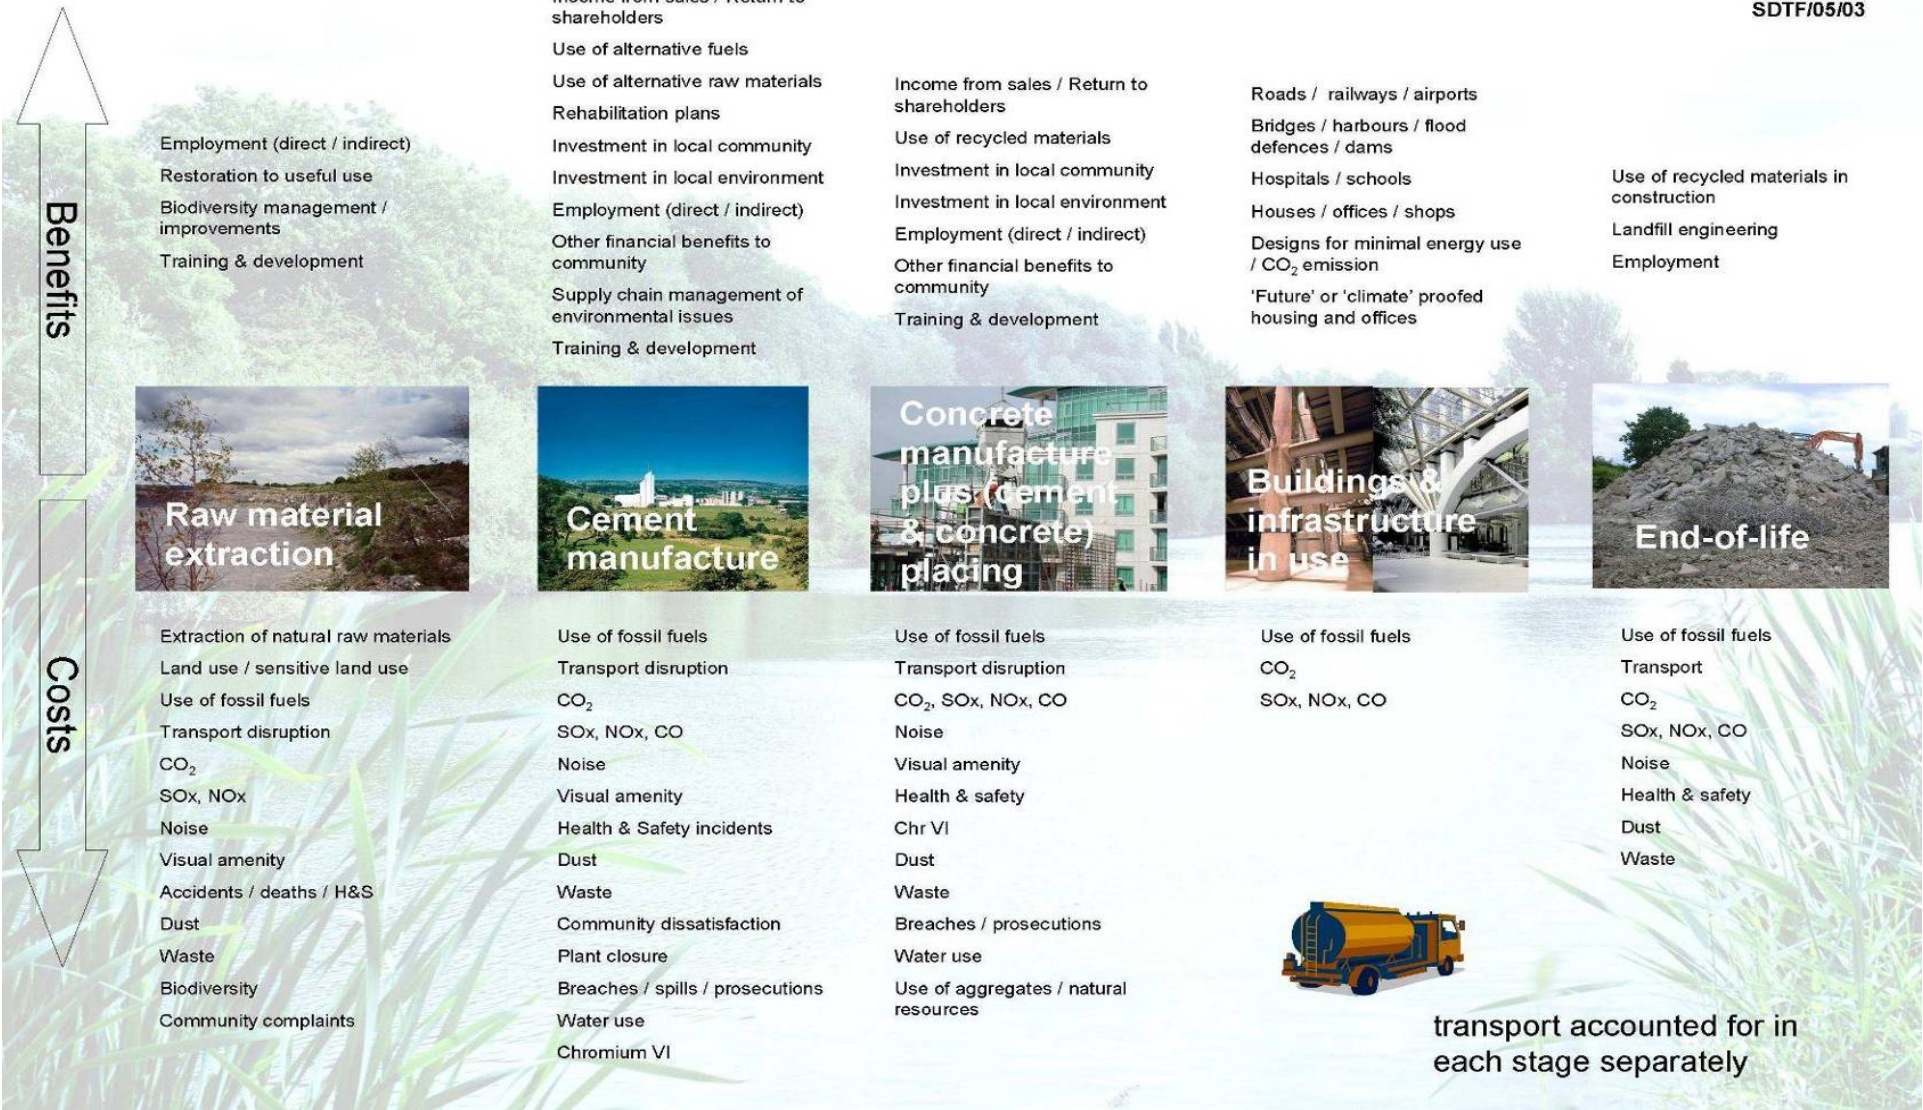 SDTF/05/03
Benefits
Costs
Employment (direct / indirect)
Restoration to useful use
Biodiversity management /
improvements
Training & development
Raw material
extraction
Extraction of natural raw materials
Land use / sensitive land use
Use of fossil fuels
Transport disruption
CO₂
SOx, NOx
Noise
Visual amenity
Accidents / deaths / H&S
Dust
Waste
Biodiversity
Community complaints
Income from sales / Return to
shareholders
Use of alternative fuels
Use of alternative raw materials
Rehabilitation plans
Investment in local community
Investment in local environment
Employment (direct / indirect)
Other financial benefits to
community
Supply chain management of
environmental issues
Training & development
Cement
manufacture
Use of fossil fuels
Transport disruption
CO₂
SOx, NOx, CO
Noise
Visual amenity
Health & Safety incidents
Dust
Waste
Community dissatisfaction
Plant closure
Breaches / spills / prosecutions
Water use
Chromium VI
Income from sales / Return to
shareholders
Use of recycled materials
Investment in local community
Investment in local environment
Employment (direct / indirect)
Other financial benefits to
community
Training & development
Concrete
manufacture
plus (cement
& concrete)
placing
Use of fossil fuels
Transport disruption
CO₂, SOx, NOx, CO
Noise
Visual amenity
Health & safety
Chr VI
Dust
Waste
Breaches / prosecutions
Water use
Use of aggregates / natural
resources
Roads / railways / airports
Bridges / harbours / flood
defences / dams
Hospitals / schools
Houses / offices / shops
Designs for minimal energy use
/ CO₂ emission
'Future' or 'climate' proofed
housing and offices
Buildings &
infrastructure
in use
Use of fossil fuels
CO₂
SOx, NOx, CO
Use of recycled materials in
construction
Landfill engineering
Employment
End-of-life
Use of fossil fuels
Transport
CO₂
SOx, NOx, CO
Noise
Health & safety
Dust
Waste
transport accounted for in
each stage separately